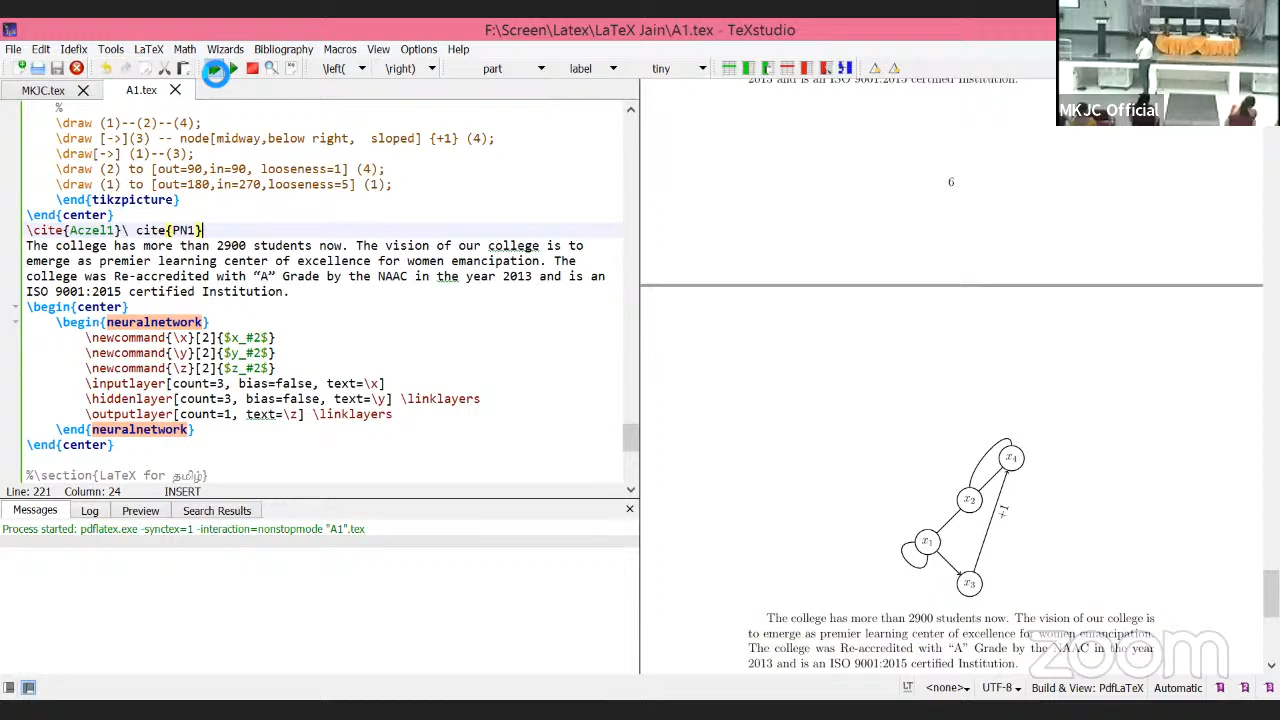 F:\Screen\Latex\LaTeX Jain\A1.tex - TeXstudio
File Edit Idefix Tools LaTeX Math Wizards Bibliography Macros View Options Help
\left( \right) part label tiny
MKJC.tex A1.tex
%
\draw (1)--(2)--(4);
\draw [->](3) -- node[midway,below right, sloped] {+1} (4);
\draw[->] (1)--(3);
\draw (2) to [out=90,in=90, looseness=1] (4);
\draw (1) to [out=180,in=270,looseness=5] (1);
\end{tikzpicture}
\end{center}
\cite{Aczel1}\ cite{PN1}
The college has more than 2900 students now. The vision of our college is to
emerge as premier learning center of excellence for women emancipation. The
college was Re-accredited with “A” Grade by the NAAC in the year 2013 and is an
ISO 9001:2015 certified Institution.
\begin{center}
\begin{neuralnetwork}
\newcommand{\x}[2]{$x_#2$}
\newcommand{\y}[2]{$y_#2$}
\newcommand{\z}[2]{$z_#2$}
\inputlayer[count=3, bias=false, text=\x]
\hiddenlayer[count=3, bias=false, text=\y] \linklayers
\outputlayer[count=1, text=\z] \linklayers
\end{neuralnetwork}
\end{center}
%\section{LaTeX for தமிழ்}
Line: 221 Column: 24 INSERT
Messages Log Preview Search Results
Process started: pdflatex.exe -synctex=1 -interaction=nonstopmode "A1".tex
2013 and is an ISO 9001:2015 certified Institution.
6
x4
x2
+1
x1
x3
The college has more than 2900 students now. The vision of our college is
to emerge as premier learning center of excellence for women emancipation.
The college was Re-accredited with “A” Grade by the NAAC in the year
2013 and is an ISO 9001:2015 certified Institution.
zoom
LT <none> UTF-8 Build & View: PdfLaTeX Automatic
MKJC Official